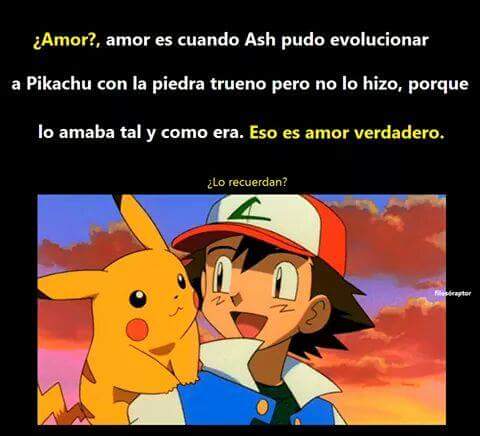 ¿Amor?, amor es cuando Ash pudo evolucionar
a Pikachu con la piedra trueno pero no lo hizo, porque
lo amaba tal y como era. Eso es amor verdadero.
¿Lo recuerdan?
filosóraptor